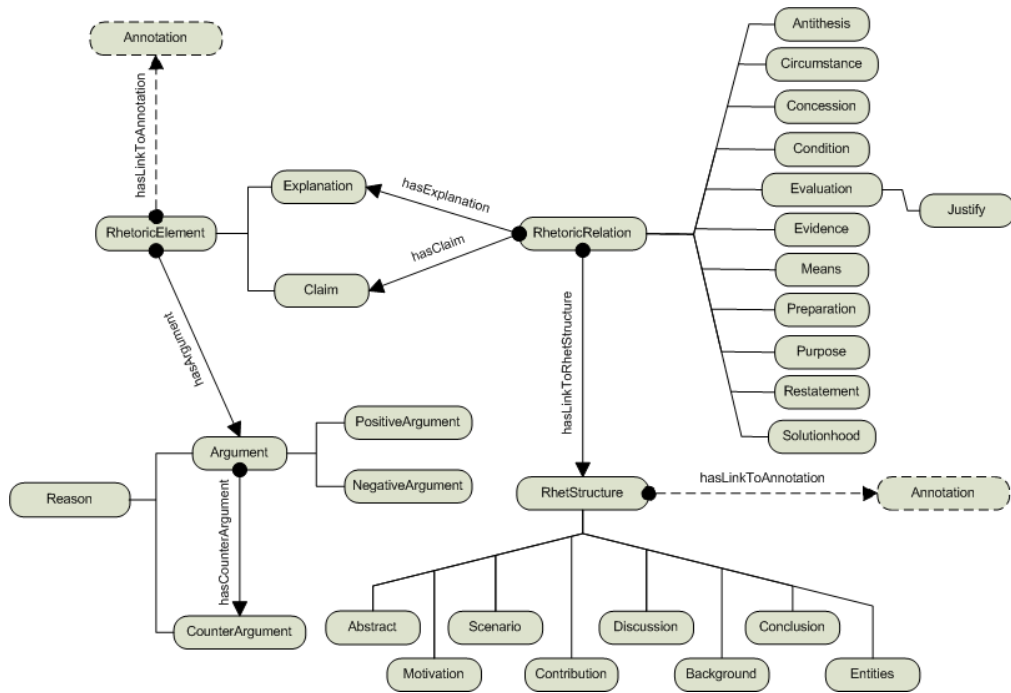 Annotation
hasLinkToAnnotation
RhetoricElement
Explanation
Claim
hasExplanation
hasClaim
RhetoricRelation
Antithesis
Circumstance
Concession
Condition
Evaluation
Justify
Evidence
Means
Preparation
Purpose
Restatement
Solutionhood
hasArgument
hasLinkToRhetStructure
Reason
Argument
PositiveArgument
NegativeArgument
hasCounterArgument
CounterArgument
RhetStructure
hasLinkToAnnotation
Annotation
Abstract
Scenario
Discussion
Conclusion
Motivation
Contribution
Background
Entities